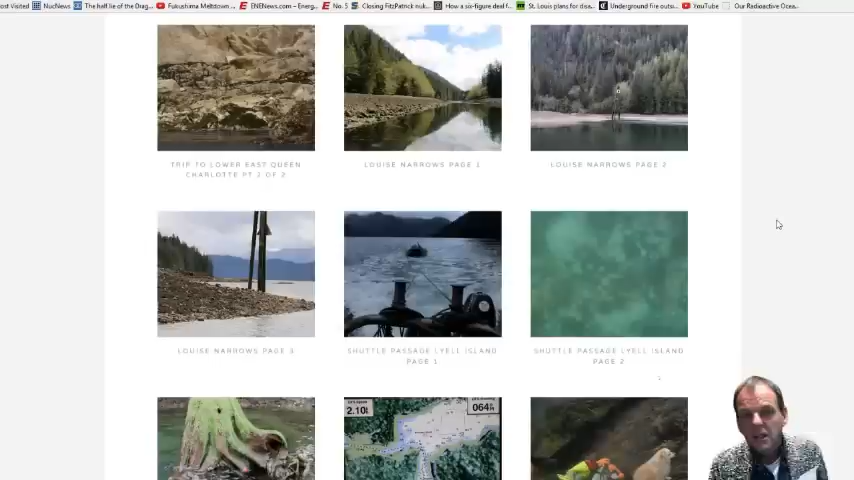 ost Visited NucNews The half lie of the Drag... Fukushima Meltdown ... ENENews.com – Energ... No. 5 Closing FitzPatrick nuk... How a six-figure deal f... St. Louis plans for disa... Underground fire outs... YouTube Our Radioactive Ocea...
TRIP TO LOWER EAST QUEEN
CHARLOTTE PT 2 OF 2
LOUISE NARROWS PAGE 1
LOUISE NARROWS PAGE 2
LOUISE NARROWS PAGE 3
SHUTTLE PASSAGE LYELL ISLAND
PAGE 1
SHUTTLE PASSAGE LYELL ISLAND
PAGE 2
2.10
064